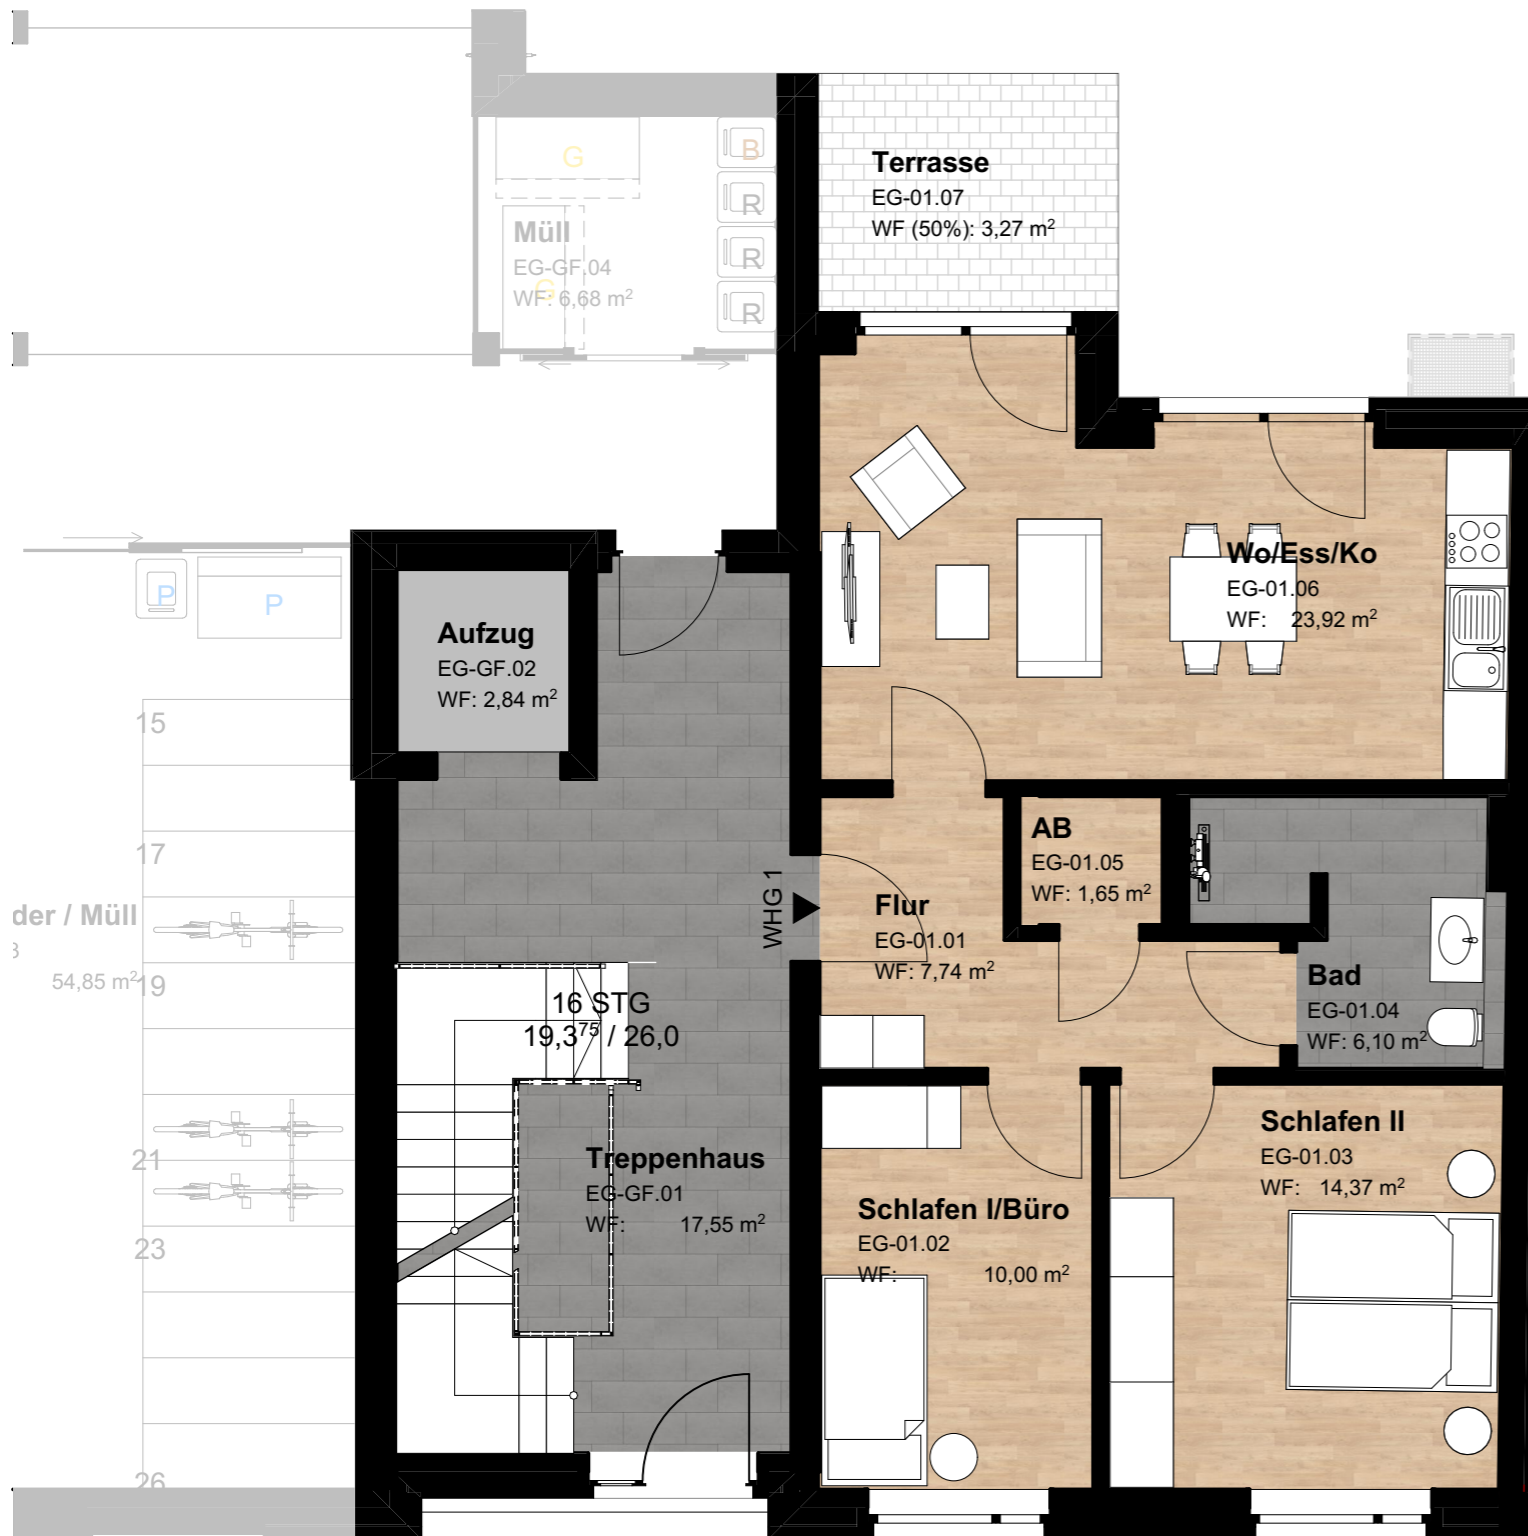 Terrasse
EG-01.07
WF (50%): 3,27 m²
G
B
R
R
R
Müll
EG-GF.04
G
WF: 6,68 m²
Wo/Ess/Ko
EG-01.06
WF: 23,92 m²
P
P
Aufzug
EG-GF.02
WF: 2,84 m²
15
17
der / Müll
54,85 m²
19
21
23
26
AB
EG-01.05
WF: 1,65 m²
WHG 1
Flur
EG-01.01
WF: 7,74 m²
Bad
EG-01.04
WF: 6,10 m²
16 STG
19,3⁷⁵ / 26,0
Treppenhaus
EG-GF.01
WF: 17,55 m²
Schlafen I/Büro
EG-01.02
WF: 10,00 m²
Schlafen II
EG-01.03
WF: 14,37 m²